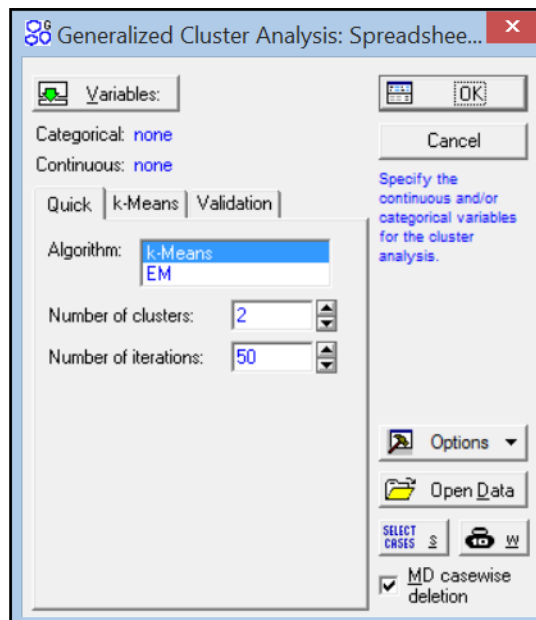 Generalized Cluster Analysis: Spreadshee...
Variables:
OK
Categorical: none
Cancel
Continuous: none
Specify the
continuous and/or
categorical variables
for the cluster
analysis.
Quick
k-Means
Validation
Algorithm:
k-Means
EM
Number of clusters:
2
Number of iterations:
50
Options
Open Data
SELECT
CASES
S
W
MD casewise
deletion